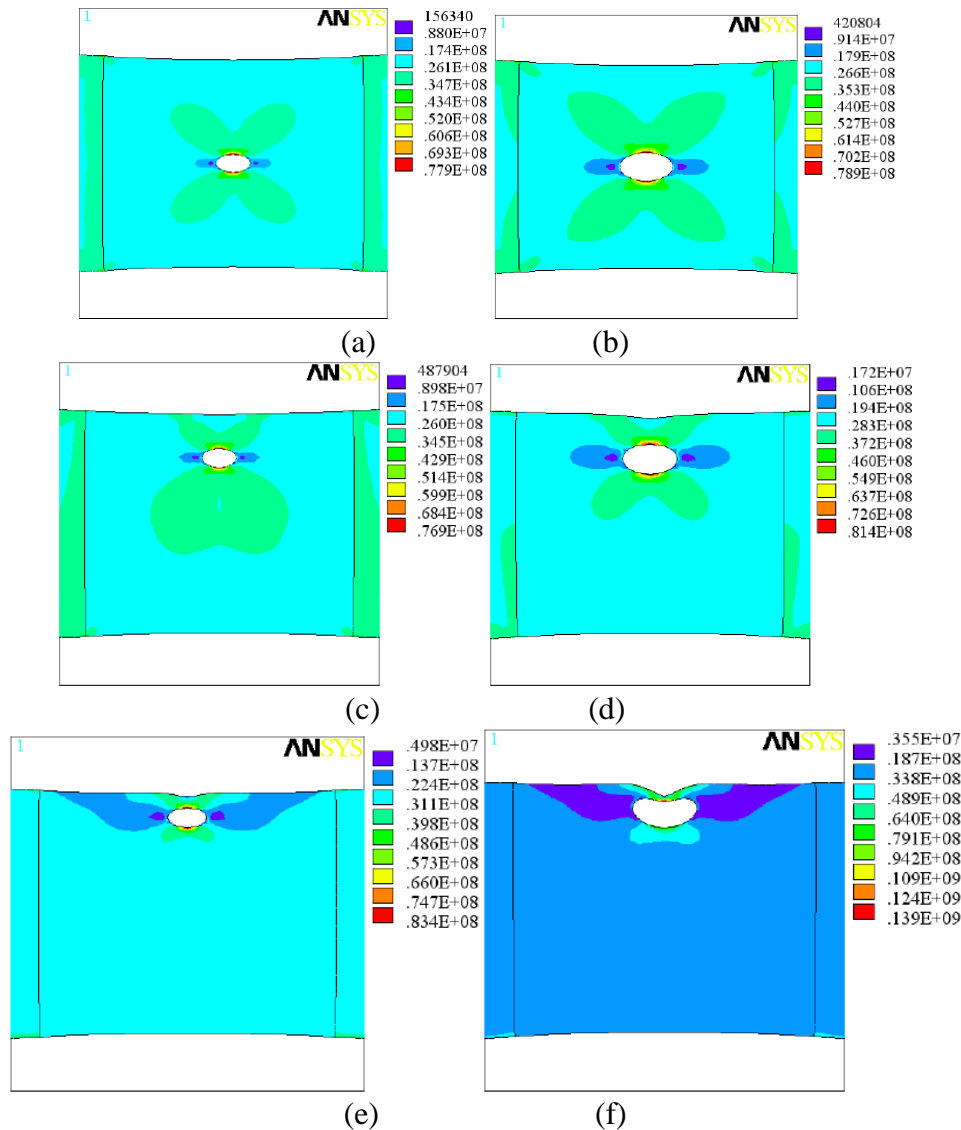 1
ANSYS
156340
.880E+07
.174E+08
.261E+08
.347E+08
.434E+08
.520E+08
.606E+08
.693E+08
.779E+08
(a)
1
ANSYS
420804
.914E+07
.179E+08
.266E+08
.353E+08
.440E+08
.527E+08
.614E+08
.702E+08
.789E+08
(b)
1
ANSYS
487904
.898E+07
.175E+08
.260E+08
.345E+08
.429E+08
.514E+08
.599E+08
.684E+08
.769E+08
(c)
1
ANSYS
.172E+07
.106E+08
.194E+08
.283E+08
.372E+08
.460E+08
.549E+08
.637E+08
.726E+08
.814E+08
(d)
1
ANSYS
.498E+07
.137E+08
.224E+08
.311E+08
.398E+08
.486E+08
.573E+08
.660E+08
.747E+08
.834E+08
(e)
1
ANSYS
.355E+07
.187E+08
.338E+08
.489E+08
.640E+08
.791E+08
.942E+08
.109E+09
.124E+09
.139E+09
(f)